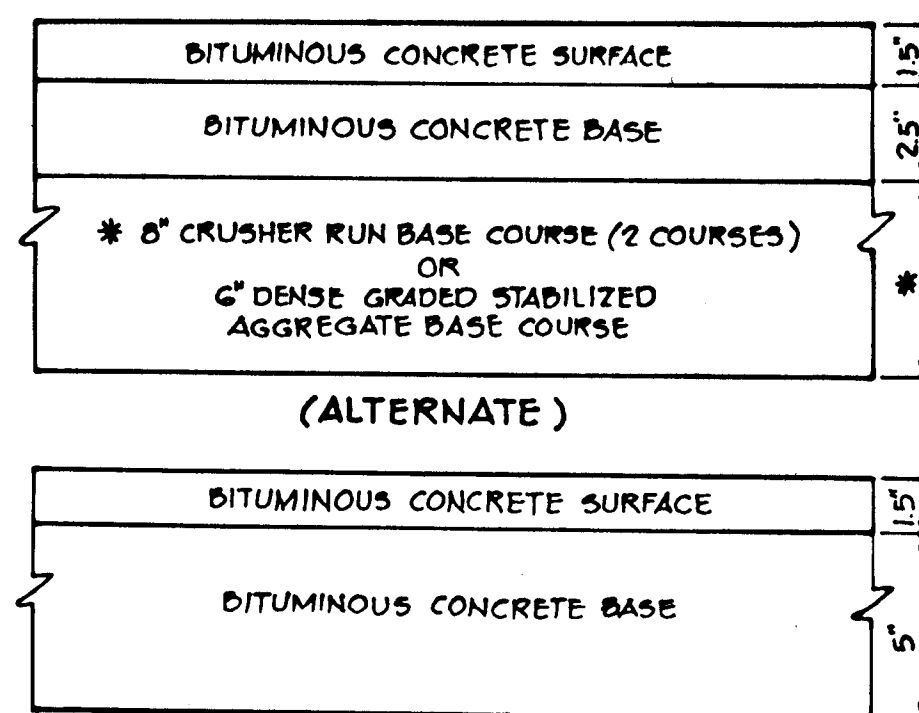 BITUMINOUS CONCRETE SURFACE
1.5"
BITUMINOUS CONCRETE BASE
2.5"
* 8" CRUSHER RUN BASE COURSE (2 COURSES)
OR
6" DENSE GRADED STABILIZED
AGGREGATE BASE COURSE
*
(ALTERNATE)
BITUMINOUS CONCRETE SURFACE
1.5"
BITUMINOUS CONCRETE BASE
5"